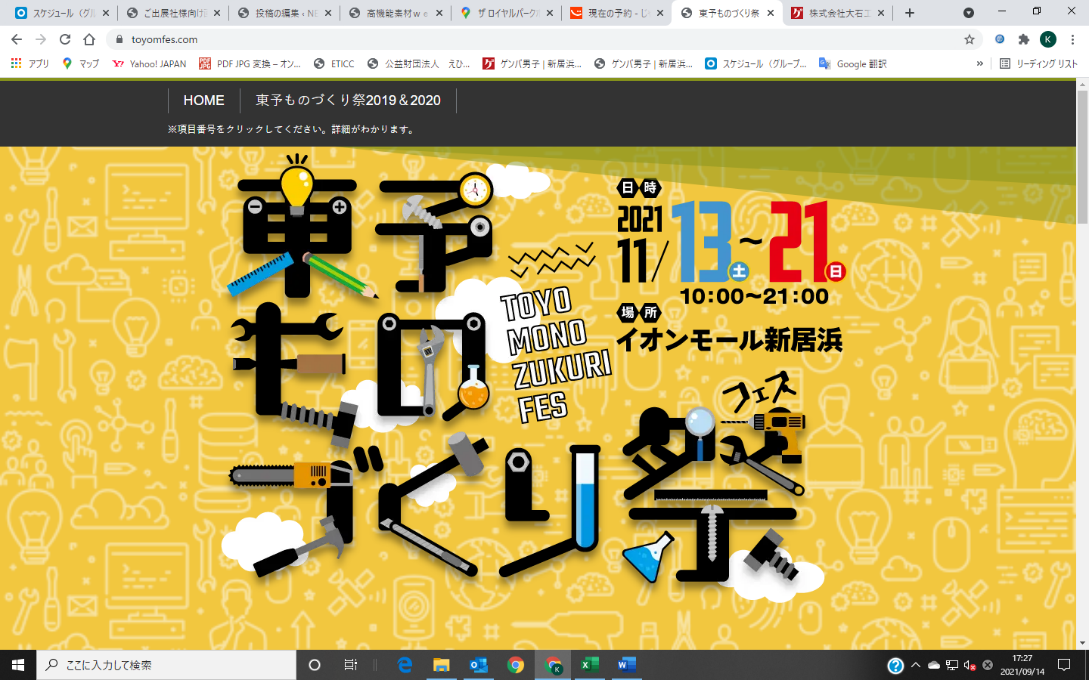 スケジュール（グル
ご出展社様向け
投稿の編集 ‹ NE
高機能素材ｗｅ
ザ ロイヤルパーク
現在の予約 - じゃ
東予ものづくり祭
株式会社大石工
toyomfes.com
K
アプリ
マップ
Yahoo! JAPAN
PDF JPG 変換 – オン...
ETICC
公益財団法人　えひ...
ゲンバ男子 | 新居浜...
ゲンバ男子 | 新居浜...
スケジュール（グループ...
Google 翻訳
»
リーディング リスト
HOME
東予ものづくり祭2019＆2020
※項目番号をクリックしてください。詳細がわかります。
東予
ものづくり祭
フェス
TOYO
MONO
ZUKURI
FES
日時
2021
11/13土～21日
10:00～21:00
場所
イオンモール新居浜
ここに入力して検索
17:27
2021/09/14